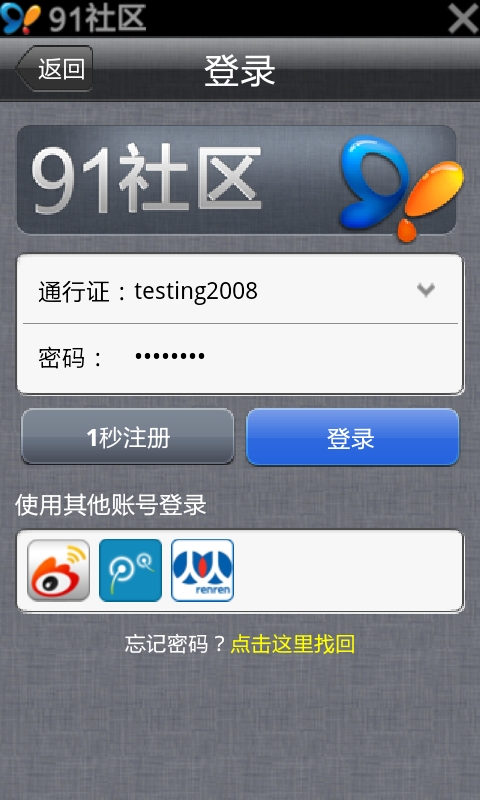 91社区
返回
登录
91社区
通行证：testing2008
密码： ••••••••
1秒注册
登录
使用其他账号登录
renren
忘记密码？点击这里找回